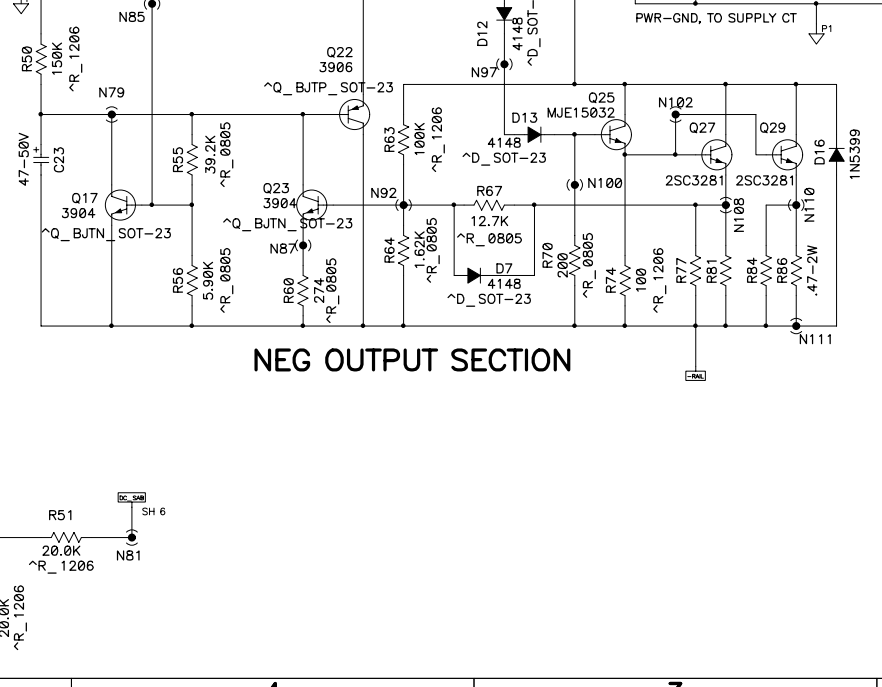 PWR-GND, TO SUPPLY CT
P1
N85
D12
4148
^D_SOT-
R50
150K
^R_1206
Q22
3906
^Q_BJTP_SOT-23
N97
N79
Q25
MJE15032
N102
D13
4148
^D_SOT-23
Q27
Q29
R63
100K
^R_1206
R55
39.2K
^R_0805
47-50V
+
C23
D16
1N5399
2SC3281
2SC3281
Q17
3904
^Q_BJTN_SOT-23
Q23
3904
^Q_BJTN_SOT-23
N92
R67
12.7K
^R_0805
N100
N108
N110
N87
R64
1.62K
^R_0805
R56
5.90K
^R_0805
R60
274
^R_0805
D7
4148
^D_SOT-23
R70
200
^R_0805
R74
100
^R_1206
R77
R81
R84
R86
.47-2W
N111
NEG OUTPUT SECTION
-RAIL
DC_SAB
SH 6
R51
20.0K
^R_1206
N81
20.0K
^R_1206